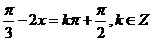 π/3 − 2x = kπ + π/2, k ∈ Z